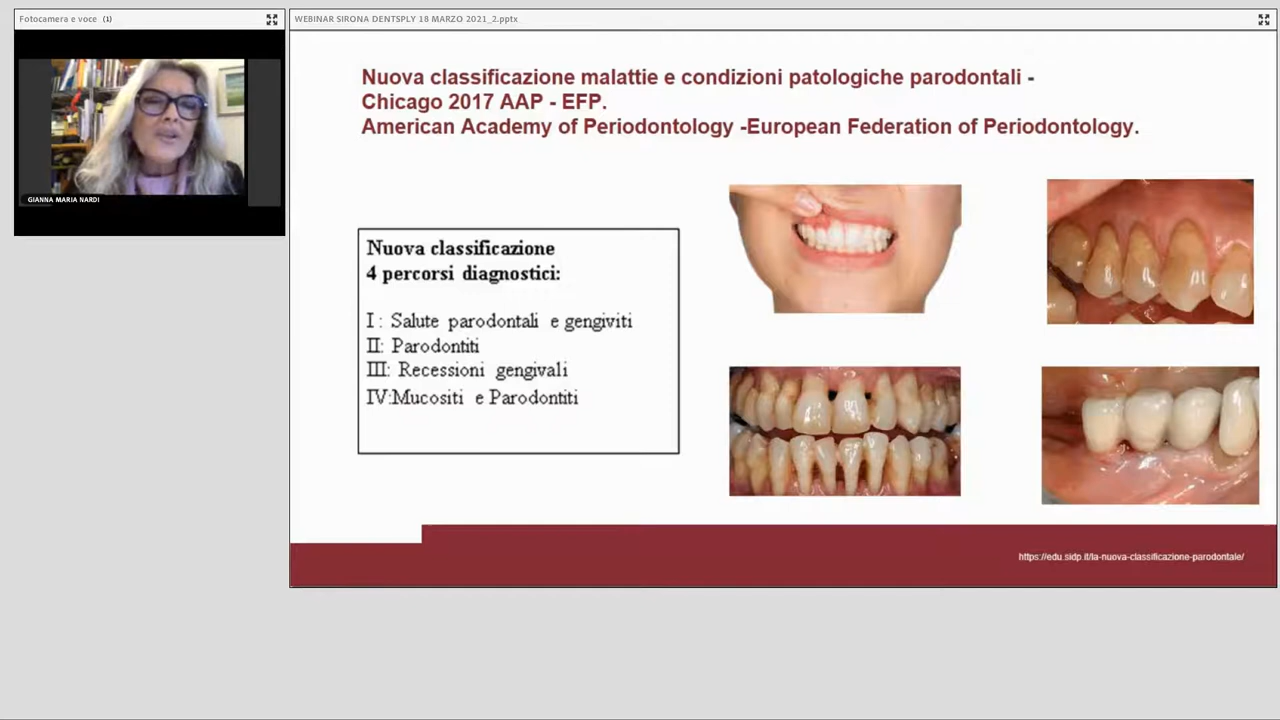 Fotocamera e voce (1)
WEBINAR SIRONA DENTSPLY 18 MARZO 2021_2.pptx
GIANNA MARIA NARDI
Nuova classificazione malattie e condizioni patologiche parodontali -
Chicago 2017 AAP - EFP.
American Academy of Periodontology -European Federation of Periodontology.
Nuova classificazione
4 percorsi diagnostici:
I : Salute parodontali e gengiviti
II: Parodontiti
III: Recessioni gengivali
IV:Mucositi e Parodontiti
https://edu.sidp.it/la-nuova-classificazione-parodontale/